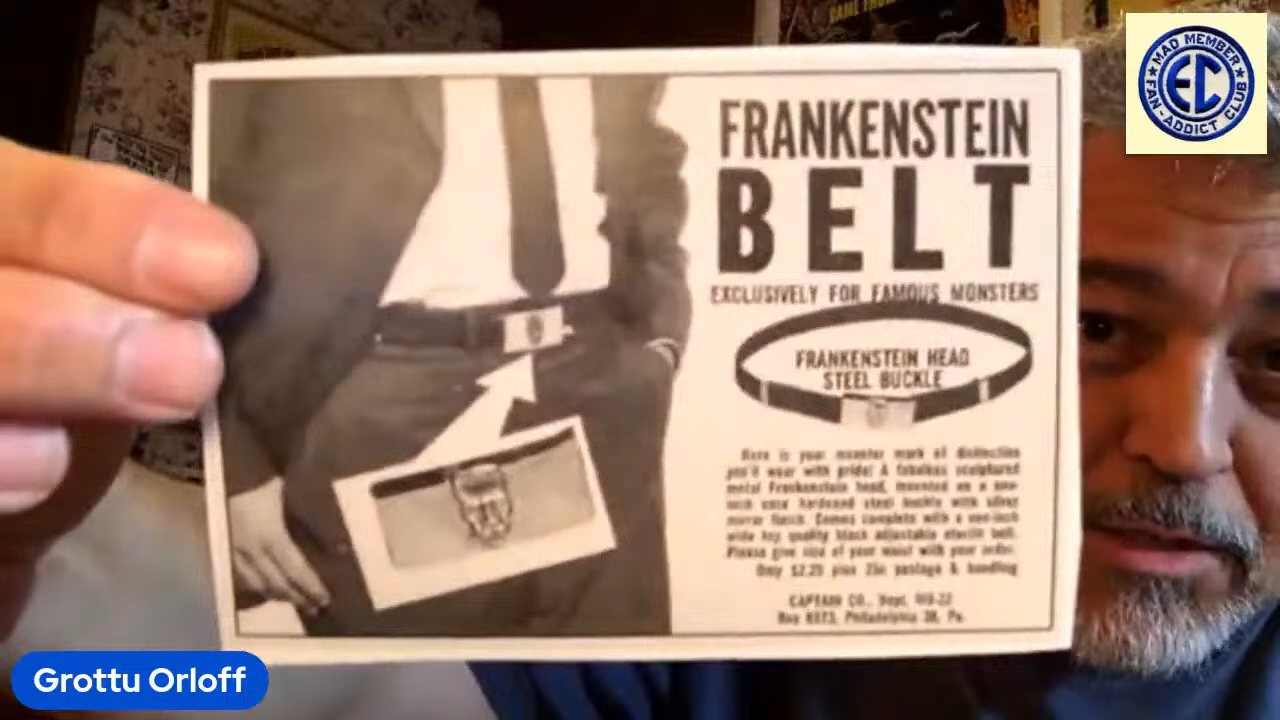 GAME FROM
MAD MEMBER
EC
FAN-ADDICT CLUB
FRANKENSTEIN
BELT
EXCLUSIVELY FOR FAMOUS MONSTERS
FRANKENSTEIN HEAD
STEEL BUCKLE
Here is your monster mark of distinction
you'll wear with pride! A fabulous sculptured
metal Frankenstein head, mounted on a
hardened steel buckle with silver
mirror finish. Comes complete with a one-inch
wide top quality black adjustable elastic belt.
Please give size of your waist with your order.
Only $2.25 plus 25c postage & handling
CAPTAIN CO., Dept.
Box 6573, Philadelphia 38, Pa.
Grottu Orloff